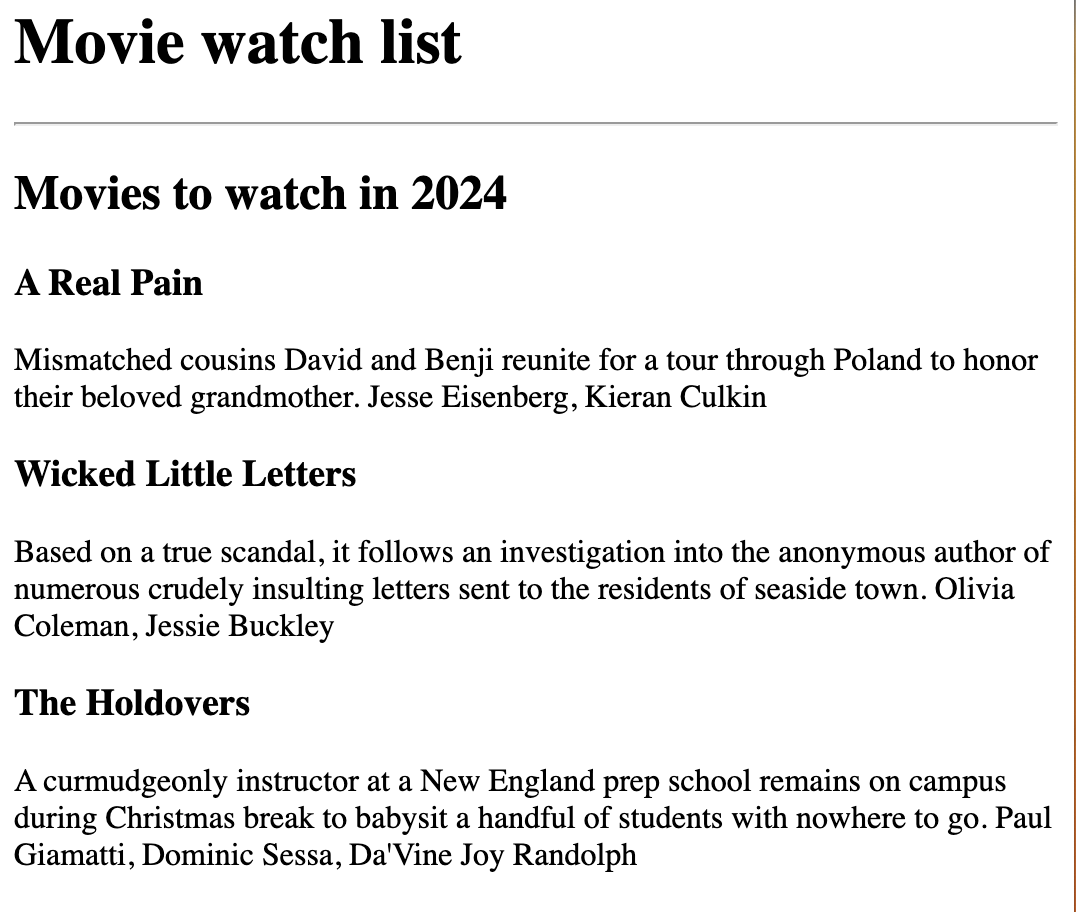 Movie watch list
Movies to watch in 2024
A Real Pain
Mismatched cousins David and Benji reunite for a tour through Poland to honor
their beloved grandmother. Jesse Eisenberg, Kieran Culkin
Wicked Little Letters
Based on a true scandal, it follows an investigation into the anonymous author of
numerous crudely insulting letters sent to the residents of seaside town. Olivia
Coleman, Jessie Buckley
The Holdovers
A curmudgeonly instructor at a New England prep school remains on campus
during Christmas break to babysit a handful of students with nowhere to go. Paul
Giamatti, Dominic Sessa, Da'Vine Joy Randolph